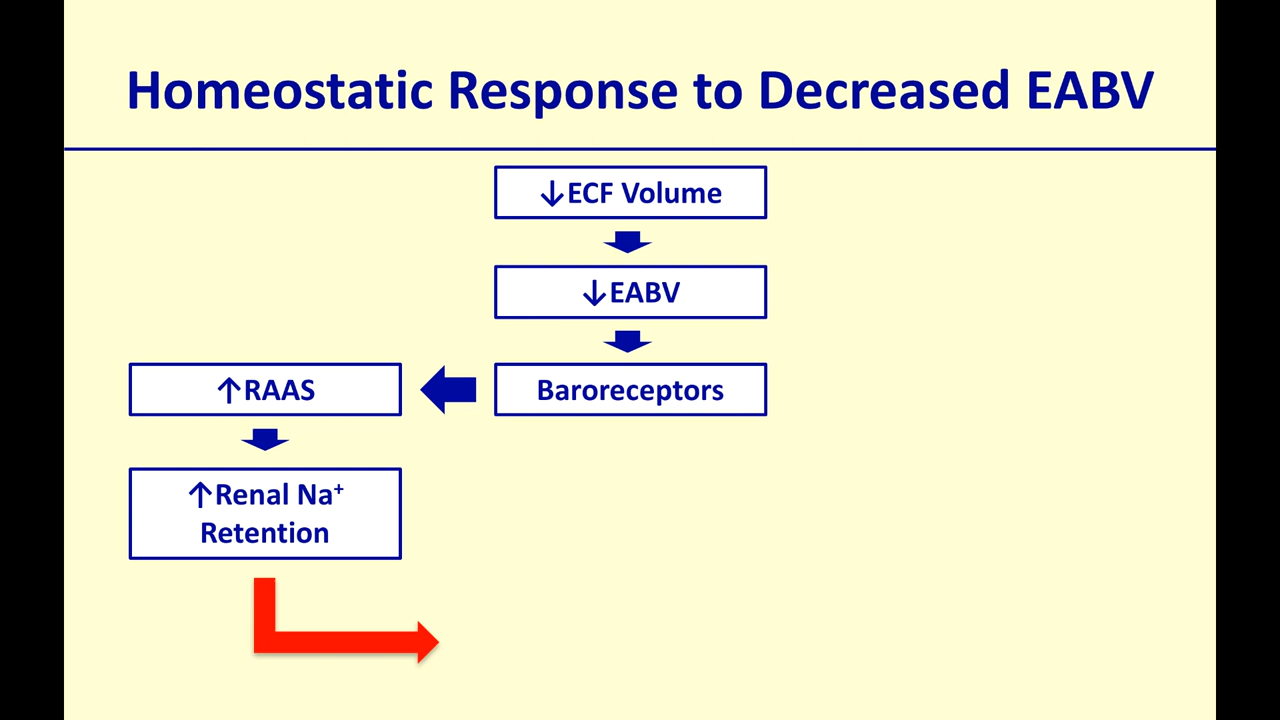 Homeostatic Response to Decreased EABV
↓ECF Volume
↓EABV
↑RAAS
Baroreceptors
↑Renal Na⁺
Retention